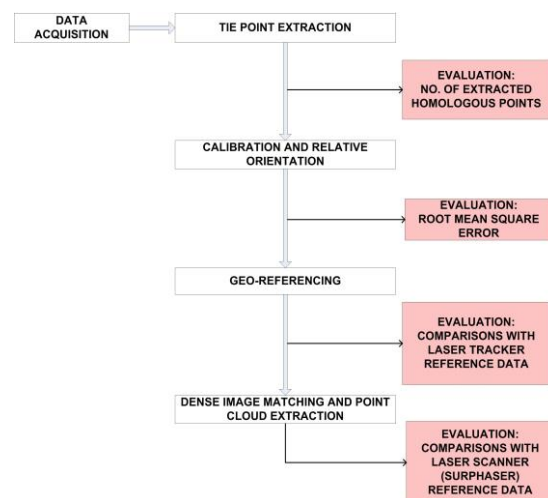 DATA
ACQUISITION
TIE POINT EXTRACTION
EVALUATION:
NO. OF EXTRACTED
HOMOLOGOUS POINTS
CALIBRATION AND RELATIVE
ORIENTATION
EVALUATION:
ROOT MEAN SQUARE
ERROR
GEO-REFERENCING
EVALUATION:
COMPARISONS WITH
LASER TRACKER
REFERENCE DATA
DENSE IMAGE MATCHING AND POINT
CLOUD EXTRACTION
EVALUATION:
COMPARISONS WITH
LASER SCANNER
(SURPHASER)
REFERENCE DATA